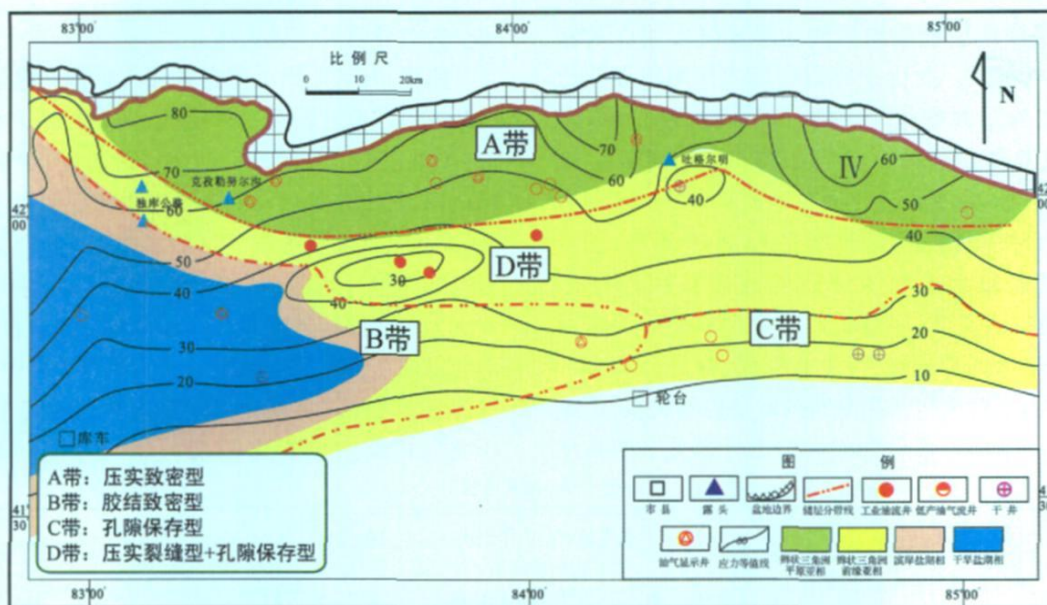 83°00′ 84°00′ 85°00′
比例尺
0 10 20km
N
80
A带
70
IV
60
吐格尔明
70
克孜勒努尔沟
60
40
50
42°
00
42
00
60
独库公路
40
50
D带
30
40
40
30
B带
C带
20
30
20
10
轮台
库车
A带：压实致密型
B带：胶结致密型
C带：孔隙保存型
D带：压实裂缝型+孔隙保存型
41°
30
图例
市县 露头 盆地边界 储层分带线 工业油流井 低产油气流井 干井
油气显示井 应力等值线 辫状三角洲平原亚相 辫状三角洲前缘亚相 滨旱盐湖相 干旱盐湖相
83°00′ 84°00′ 85°00′